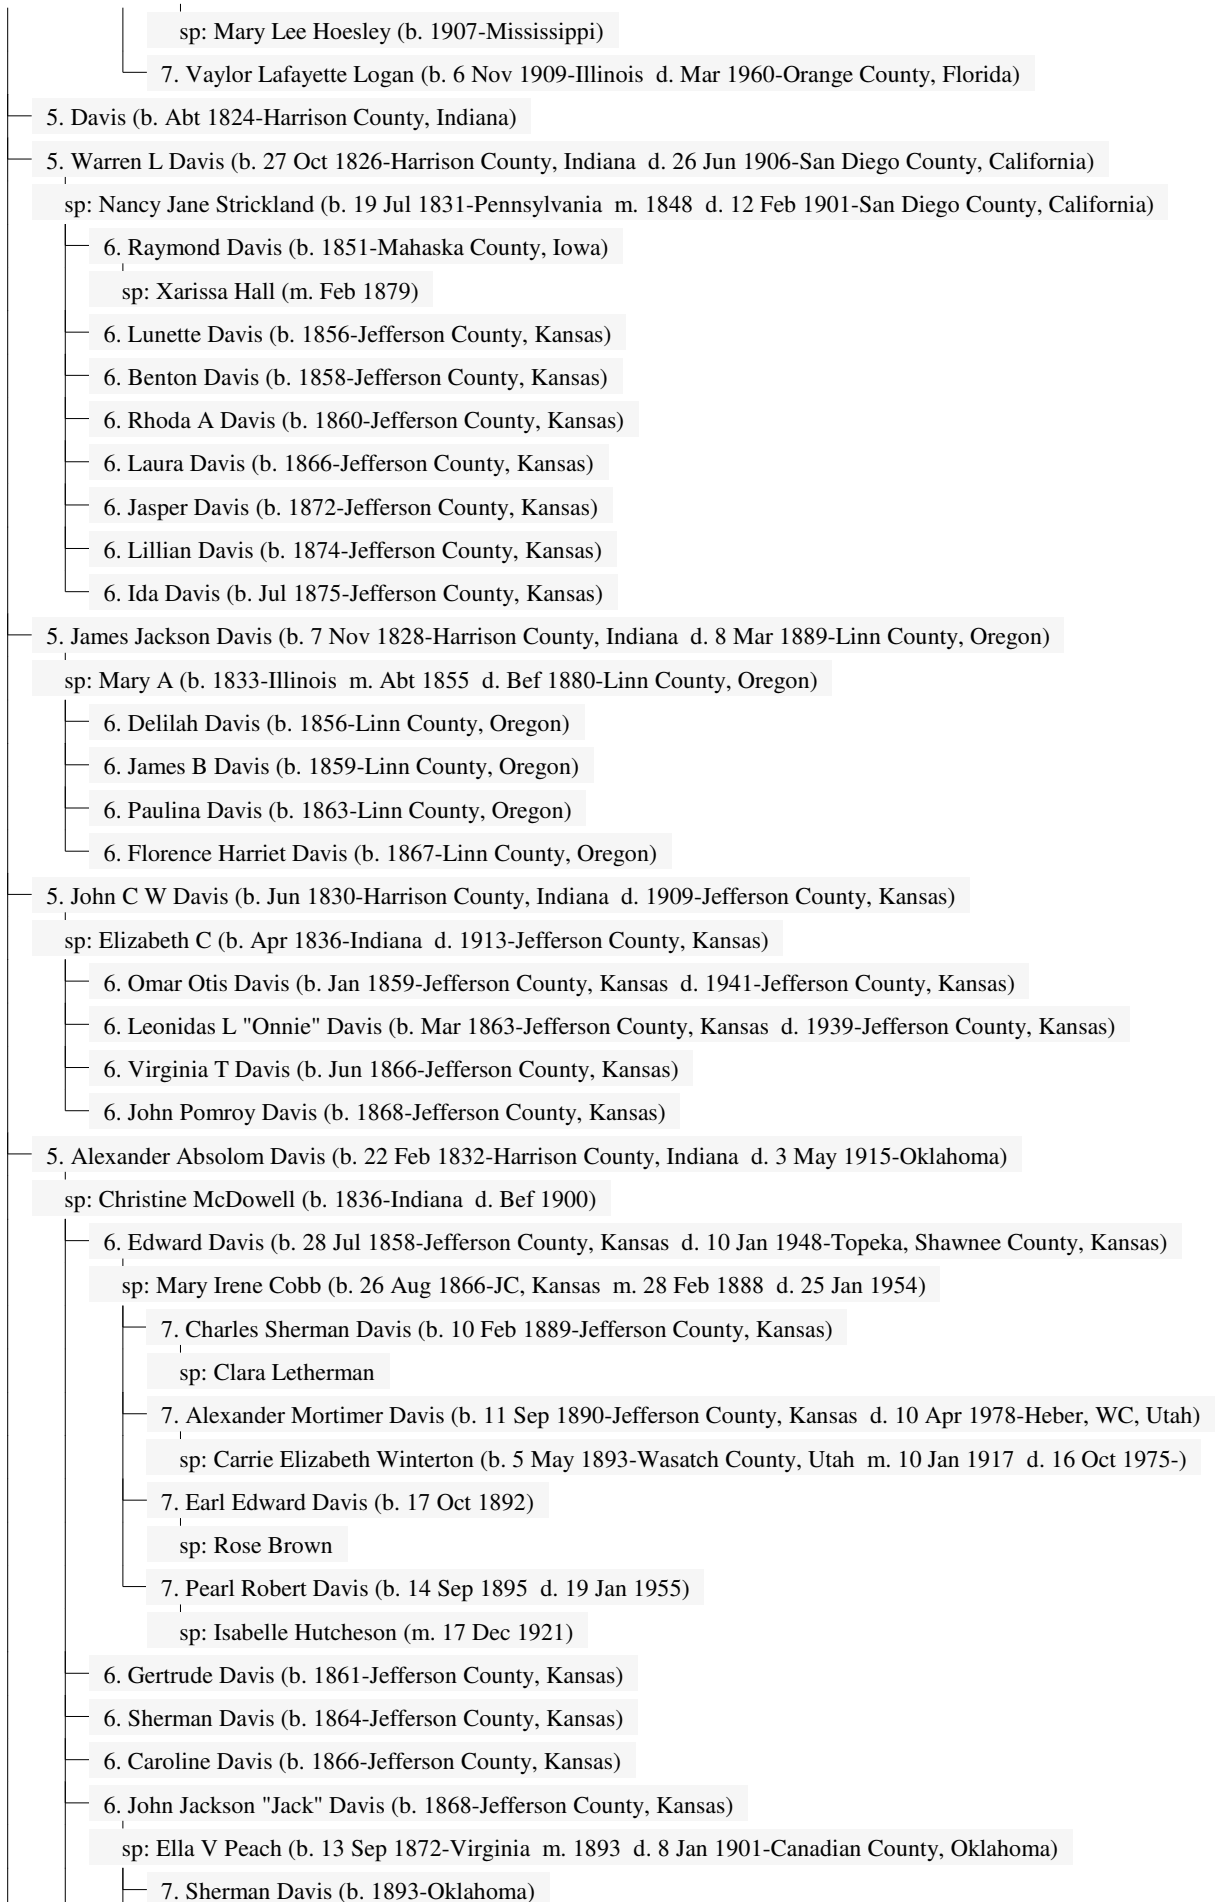 sp: Mary Lee Hoesley (b. 1907-Mississippi)
7. Vaylor Lafayette Logan (b. 6 Nov 1909-Illinois d. Mar 1960-Orange County, Florida)
5. Davis (b. Abt 1824-Harrison County, Indiana)
5. Warren L Davis (b. 27 Oct 1826-Harrison County, Indiana d. 26 Jun 1906-San Diego County, California)
sp: Nancy Jane Strickland (b. 19 Jul 1831-Pennsylvania m. 1848 d. 12 Feb 1901-San Diego County, California)
6. Raymond Davis (b. 1851-Mahaska County, Iowa)
sp: Xarissa Hall (m. Feb 1879)
6. Lunette Davis (b. 1856-Jefferson County, Kansas)
6. Benton Davis (b. 1858-Jefferson County, Kansas)
6. Rhoda A Davis (b. 1860-Jefferson County, Kansas)
6. Laura Davis (b. 1866-Jefferson County, Kansas)
6. Jasper Davis (b. 1872-Jefferson County, Kansas)
6. Lillian Davis (b. 1874-Jefferson County, Kansas)
6. Ida Davis (b. Jul 1875-Jefferson County, Kansas)
5. James Jackson Davis (b. 7 Nov 1828-Harrison County, Indiana d. 8 Mar 1889-Linn County, Oregon)
sp: Mary A (b. 1833-Illinois m. Abt 1855 d. Bef 1880-Linn County, Oregon)
6. Delilah Davis (b. 1856-Linn County, Oregon)
6. James B Davis (b. 1859-Linn County, Oregon)
6. Paulina Davis (b. 1863-Linn County, Oregon)
6. Florence Harriet Davis (b. 1867-Linn County, Oregon)
5. John C W Davis (b. Jun 1830-Harrison County, Indiana d. 1909-Jefferson County, Kansas)
sp: Elizabeth C (b. Apr 1836-Indiana d. 1913-Jefferson County, Kansas)
6. Omar Otis Davis (b. Jan 1859-Jefferson County, Kansas d. 1941-Jefferson County, Kansas)
6. Leonidas L "Onnie" Davis (b. Mar 1863-Jefferson County, Kansas d. 1939-Jefferson County, Kansas)
6. Virginia T Davis (b. Jun 1866-Jefferson County, Kansas)
6. John Pomroy Davis (b. 1868-Jefferson County, Kansas)
5. Alexander Absolom Davis (b. 22 Feb 1832-Harrison County, Indiana d. 3 May 1915-Oklahoma)
sp: Christine McDowell (b. 1836-Indiana d. Bef 1900)
6. Edward Davis (b. 28 Jul 1858-Jefferson County, Kansas d. 10 Jan 1948-Topeka, Shawnee County, Kansas)
sp: Mary Irene Cobb (b. 26 Aug 1866-JC, Kansas m. 28 Feb 1888 d. 25 Jan 1954)
7. Charles Sherman Davis (b. 10 Feb 1889-Jefferson County, Kansas)
sp: Clara Letherman
7. Alexander Mortimer Davis (b. 11 Sep 1890-Jefferson County, Kansas d. 10 Apr 1978-Heber, WC, Utah)
sp: Carrie Elizabeth Winterton (b. 5 May 1893-Wasatch County, Utah m. 10 Jan 1917 d. 16 Oct 1975-)
7. Earl Edward Davis (b. 17 Oct 1892)
sp: Rose Brown
7. Pearl Robert Davis (b. 14 Sep 1895 d. 19 Jan 1955)
sp: Isabelle Hutcheson (m. 17 Dec 1921)
6. Gertrude Davis (b. 1861-Jefferson County, Kansas)
6. Sherman Davis (b. 1864-Jefferson County, Kansas)
6. Caroline Davis (b. 1866-Jefferson County, Kansas)
6. John Jackson "Jack" Davis (b. 1868-Jefferson County, Kansas)
sp: Ella V Peach (b. 13 Sep 1872-Virginia m. 1893 d. 8 Jan 1901-Canadian County, Oklahoma)
7. Sherman Davis (b. 1893-Oklahoma)